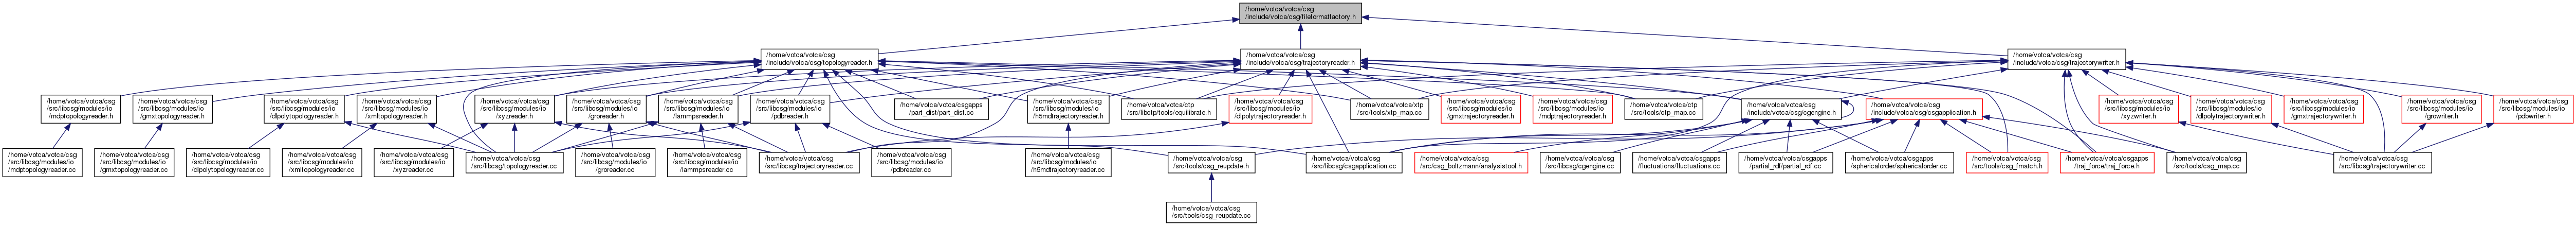 /home/votca/votca/csg
/include/votca/csg/fileformatfactory.h
/home/votca/votca/csg
/include/votca/csg/topologyreader.h
/home/votca/votca/csg
/include/votca/csg/trajectoryreader.h
/home/votca/votca/csg
/include/votca/csg/trajectorywriter.h
/home/votca/votca/csg
/src/libcsg/modules/io
/mdptopologyreader.h
/home/votca/votca/csg
/src/libcsg/modules/io
/gmxtopologyreader.h
/home/votca/votca/csg
/src/libcsg/modules/io
/dlpolytopologyreader.h
/home/votca/votca/csg
/src/libcsg/modules/io
/xmltopologyreader.h
/home/votca/votca/csg
/src/libcsg/modules/io
/xyzreader.h
/home/votca/votca/csg
/src/libcsg/modules/io
/groreader.h
/home/votca/votca/csg
/src/libcsg/modules/io
/lammpsreader.h
/home/votca/votca/csg
/src/libcsg/modules/io
/pdbreader.h
/home/votca/votca/csgapps
/part_dist/part_dist.cc
/home/votca/votca/csg
/src/libcsg/modules/io
/h5mdtrajectoryreader.h
/home/votca/votca/ctp
/src/libctp/tools/equilibrate.h
/home/votca/votca/csg
/src/libcsg/modules/io
/dlpolytrajectoryreader.h
/home/votca/votca/xtp
/src/tools/xtp_map.cc
/home/votca/votca/csg
/src/libcsg/modules/io
/gmxtrajectoryreader.h
/home/votca/votca/csg
/src/libcsg/modules/io
/mdptrajectoryreader.h
/home/votca/votca/ctp
/src/tools/ctp_map.cc
/home/votca/votca/csg
/include/votca/csg/cgengine.h
/home/votca/votca/csg
/include/votca/csg/csgapplication.h
/home/votca/votca/csg
/src/libcsg/modules/io
/xyzwriter.h
/home/votca/votca/csg
/src/libcsg/modules/io
/dlpolytrajectorywriter.h
/home/votca/votca/csg
/src/libcsg/modules/io
/gmxtrajectorywriter.h
/home/votca/votca/csg
/src/libcsg/modules/io
/growriter.h
/home/votca/votca/csg
/src/libcsg/modules/io
/pdbwriter.h
/home/votca/votca/csg
/src/libcsg/modules/io
/mdptopologyreader.cc
/home/votca/votca/csg
/src/libcsg/modules/io
/gmxtopologyreader.cc
/home/votca/votca/csg
/src/libcsg/modules/io
/dlpolytopologyreader.cc
/home/votca/votca/csg
/src/libcsg/modules/io
/xmltopologyreader.cc
/home/votca/votca/csg
/src/libcsg/modules/io
/xyzreader.cc
/home/votca/votca/csg
/src/libcsg/topologyreader.cc
/home/votca/votca/csg
/src/libcsg/modules/io
/groreader.cc
/home/votca/votca/csg
/src/libcsg/modules/io
/lammpsreader.cc
/home/votca/votca/csg
/src/libcsg/trajectoryreader.cc
/home/votca/votca/csg
/src/libcsg/modules/io
/pdbreader.cc
/home/votca/votca/csg
/src/libcsg/modules/io
/h5mdtrajectoryreader.cc
/home/votca/votca/csg
/src/tools/csg_reupdate.h
/home/votca/votca/csg
/src/libcsg/csgapplication.cc
/home/votca/votca/csg
/src/csg_boltzmann/analysistool.h
/home/votca/votca/csg
/src/libcsg/cgengine.cc
/home/votca/votca/csgapps
/fluctuations/fluctuations.cc
/home/votca/votca/csgapps
/partial_rdf/partial_rdf.cc
/home/votca/votca/csgapps
/sphericalorder/sphericalorder.cc
/home/votca/votca/csg
/src/tools/csg_fmatch.h
/home/votca/votca/csgapps
/traj_force/traj_force.h
/home/votca/votca/csg
/src/tools/csg_map.cc
/home/votca/votca/csg
/src/libcsg/trajectorywriter.cc
/home/votca/votca/csg
/src/tools/csg_reupdate.cc